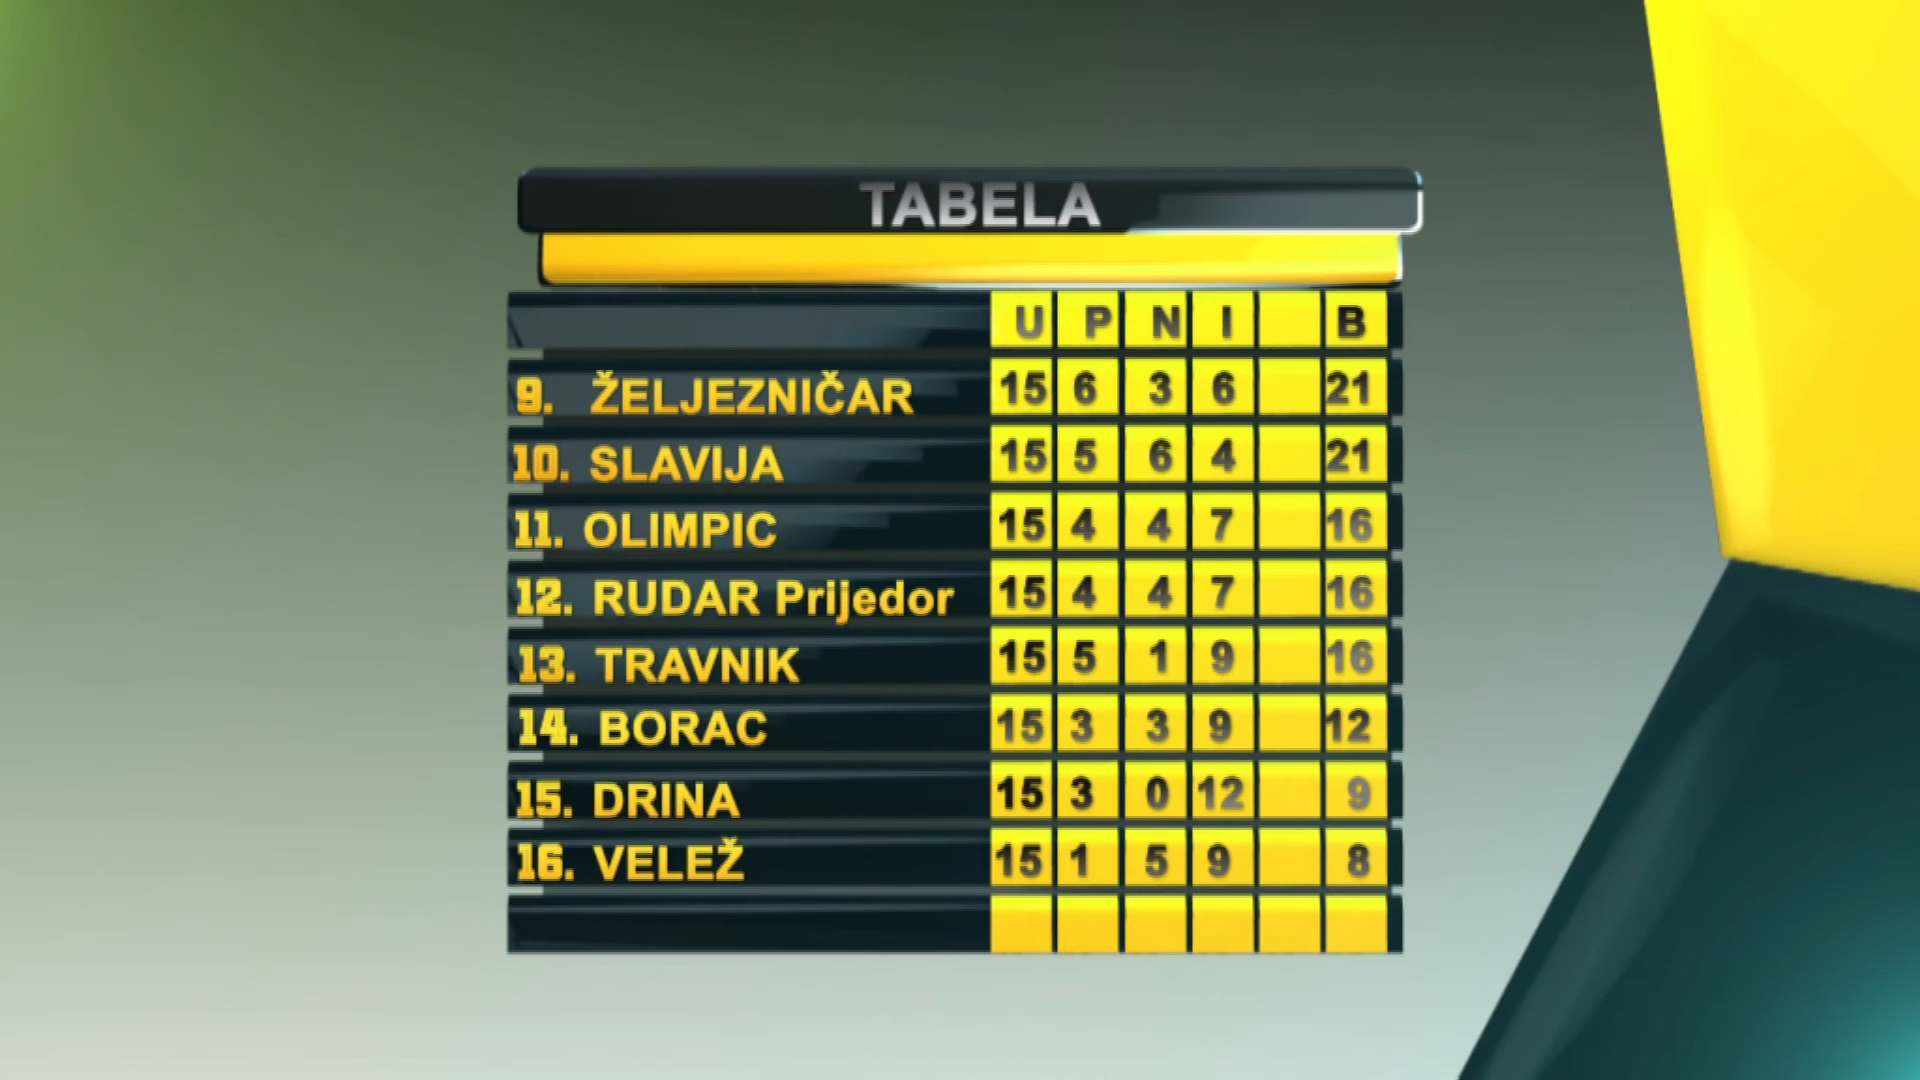 TABELA
U P N I B
9. ŽELJEZNIČAR 15 6 3 6 21
10. SLAVIJA 15 5 6 4 21
11. OLIMPIC 15 4 4 7 16
12. RUDAR Prijedor 15 4 4 7 16
13. TRAVNIK 15 5 1 9 16
14. BORAC 15 3 3 9 12
15. DRINA 15 3 0 12 9
16. VELEŽ 15 1 5 9 8